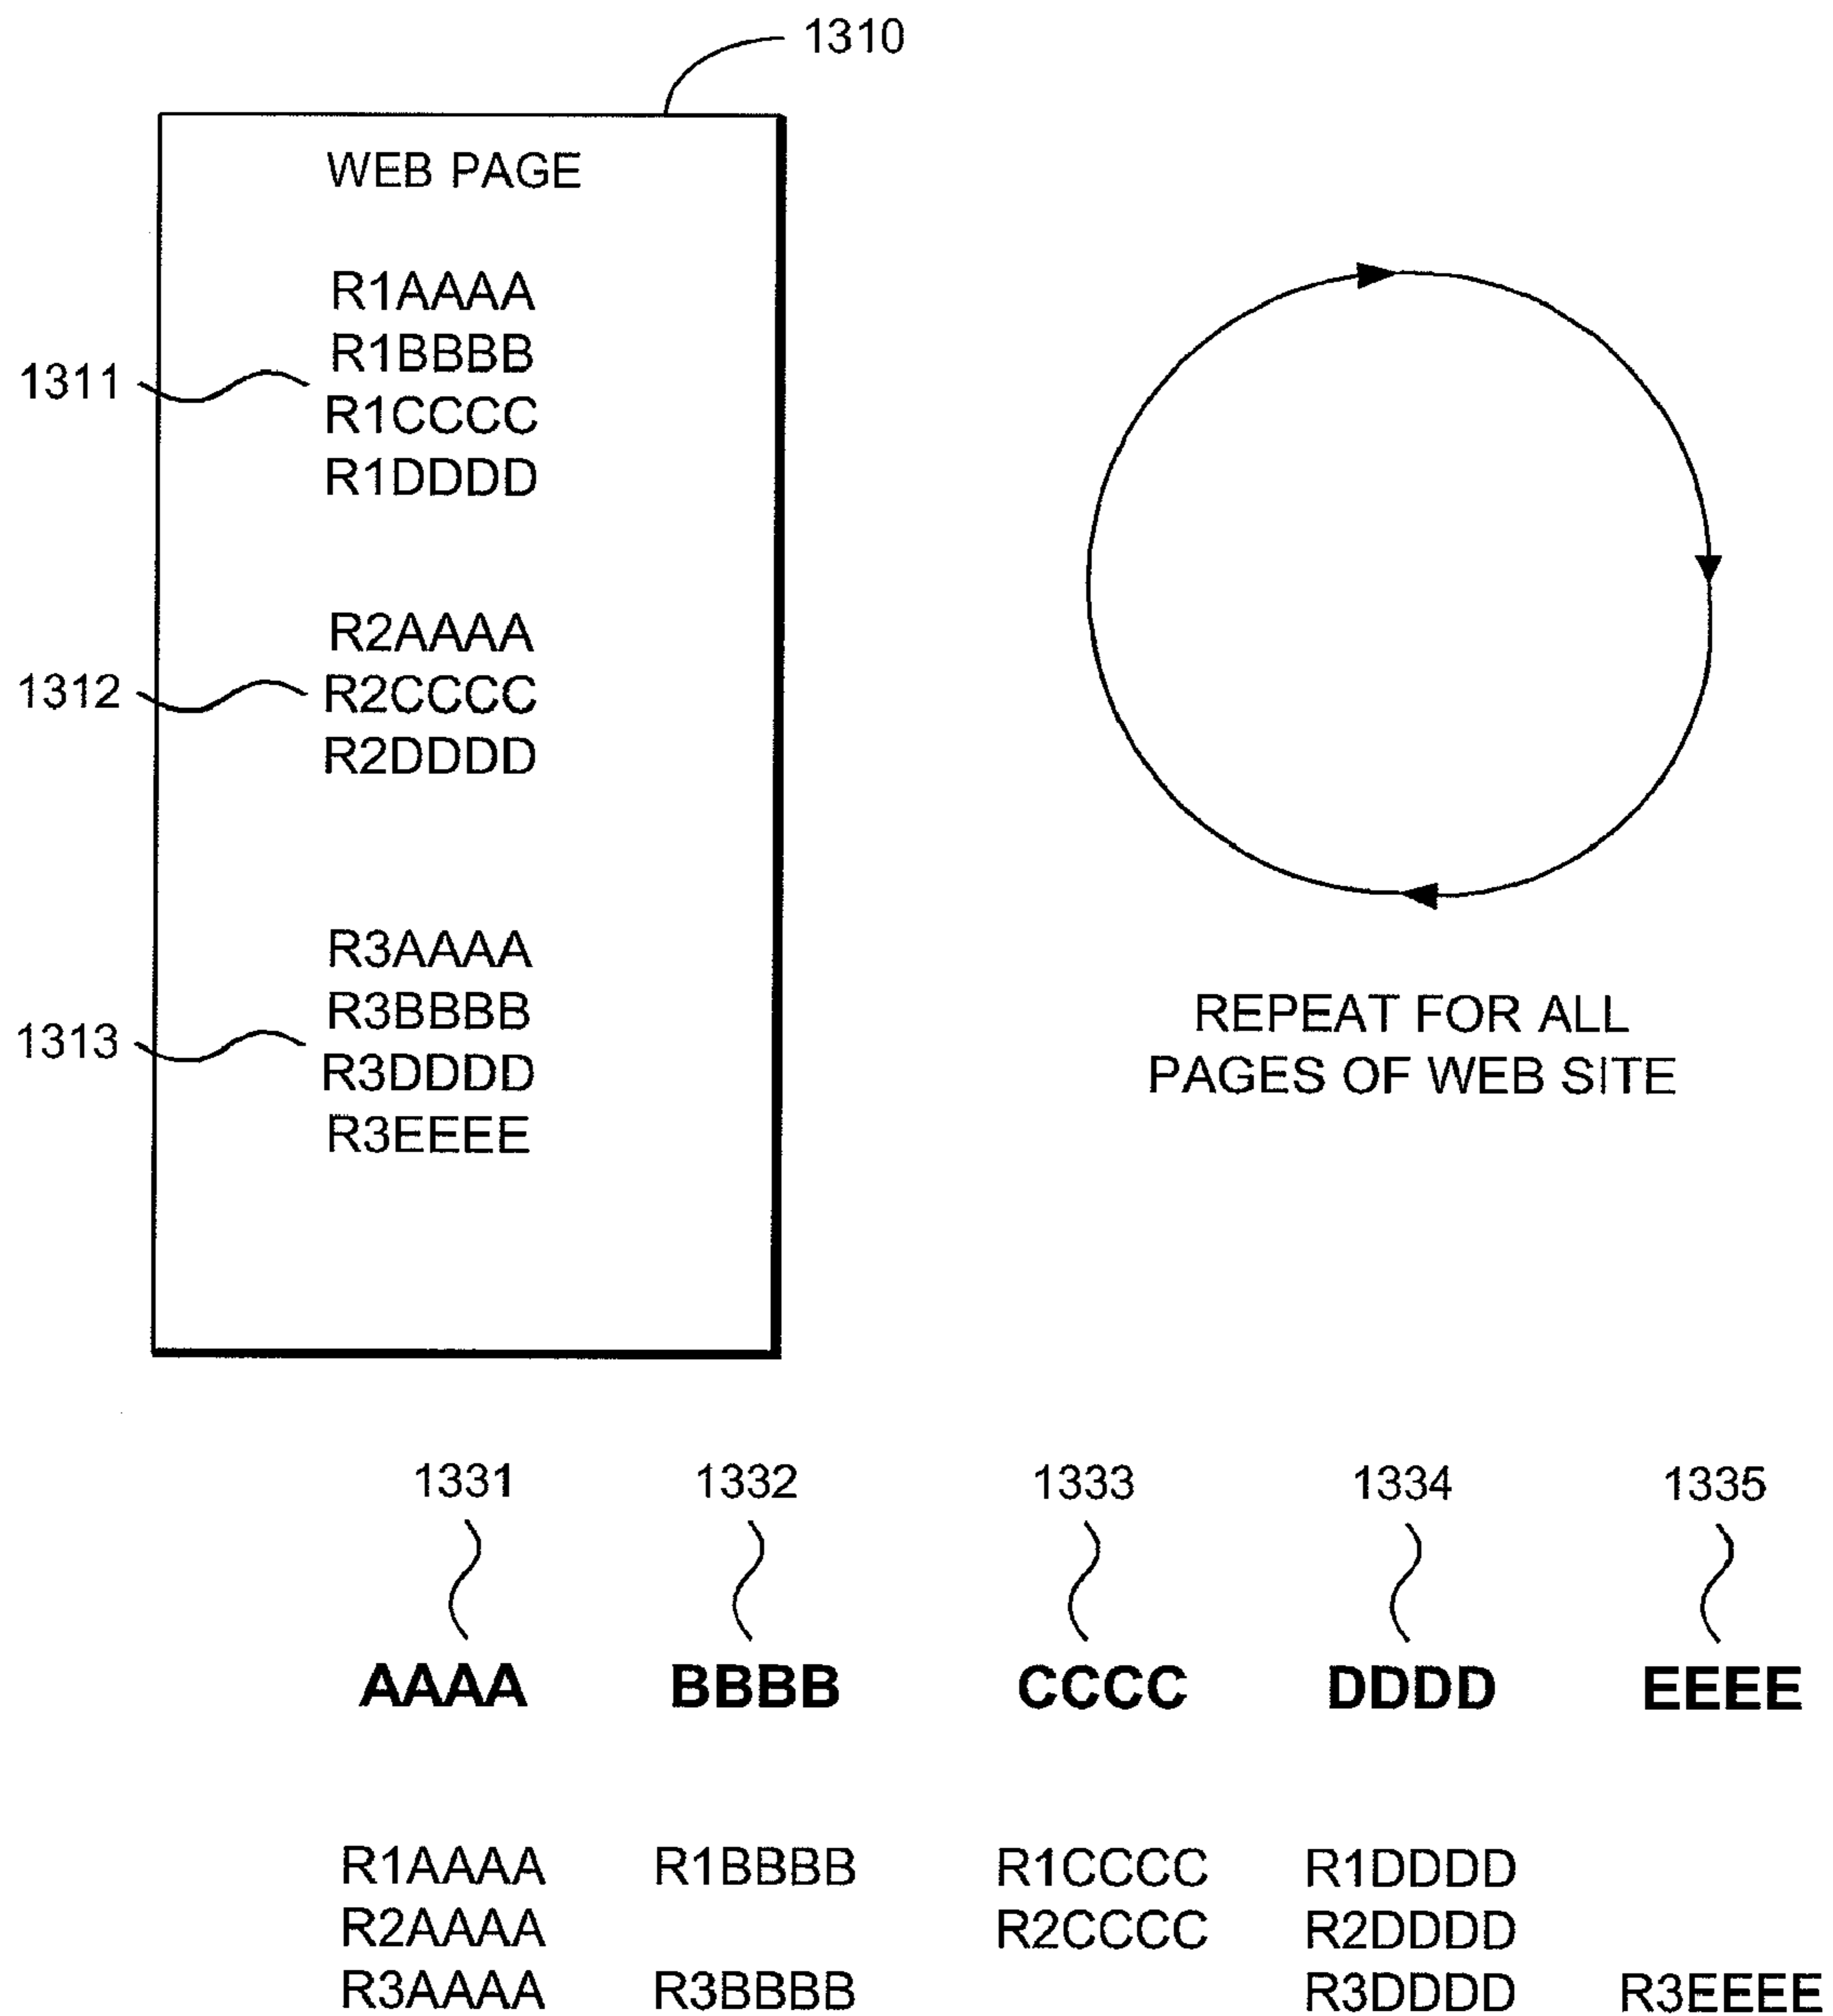 1310
WEB PAGE
R1AAAA
R1BBBB
1311
R1CCCC
R1DDDD
R2AAAA
1312
R2CCCC
R2DDDD
R3AAAA
R3BBBB
1313
R3DDDD
R3EEEE
REPEAT FOR ALL
PAGES OF WEB SITE
1331 1332 1333 1334 1335
AAAA BBBB CCCC DDDD EEEE
R1AAAA R1BBBB R1CCCC R1DDDD
R2AAAA R2CCCC R2DDDD
R3AAAA R3BBBB R3DDDD R3EEEE